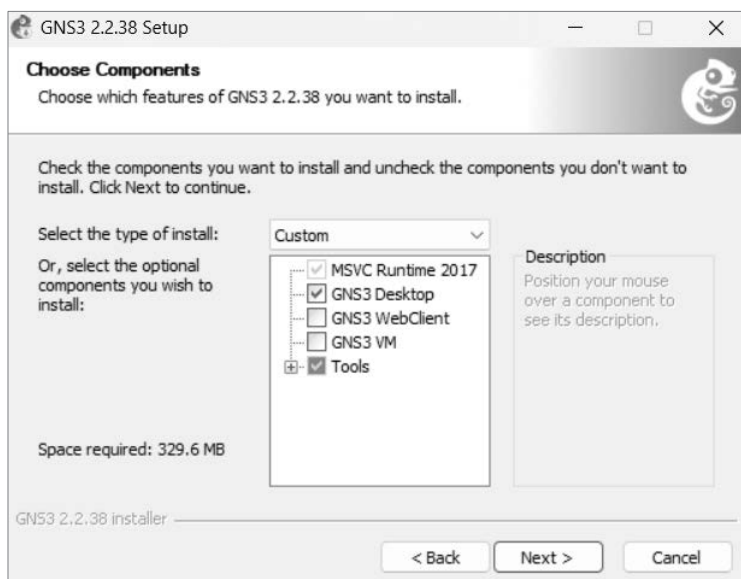 GNS3 2.2.38 Setup
Choose Components
Choose which features of GNS3 2.2.38 you want to install.
Check the components you want to install and uncheck the components you don't want to
install. Click Next to continue.
Select the type of install:
Custom
Or, select the optional
components you wish to
install:
MSVC Runtime 2017
GNS3 Desktop
GNS3 WebClient
GNS3 VM
Tools
Description
Position your mouse
over a component to
see its description.
Space required: 329.6 MB
GNS3 2.2.38 installer
< Back
Next >
Cancel